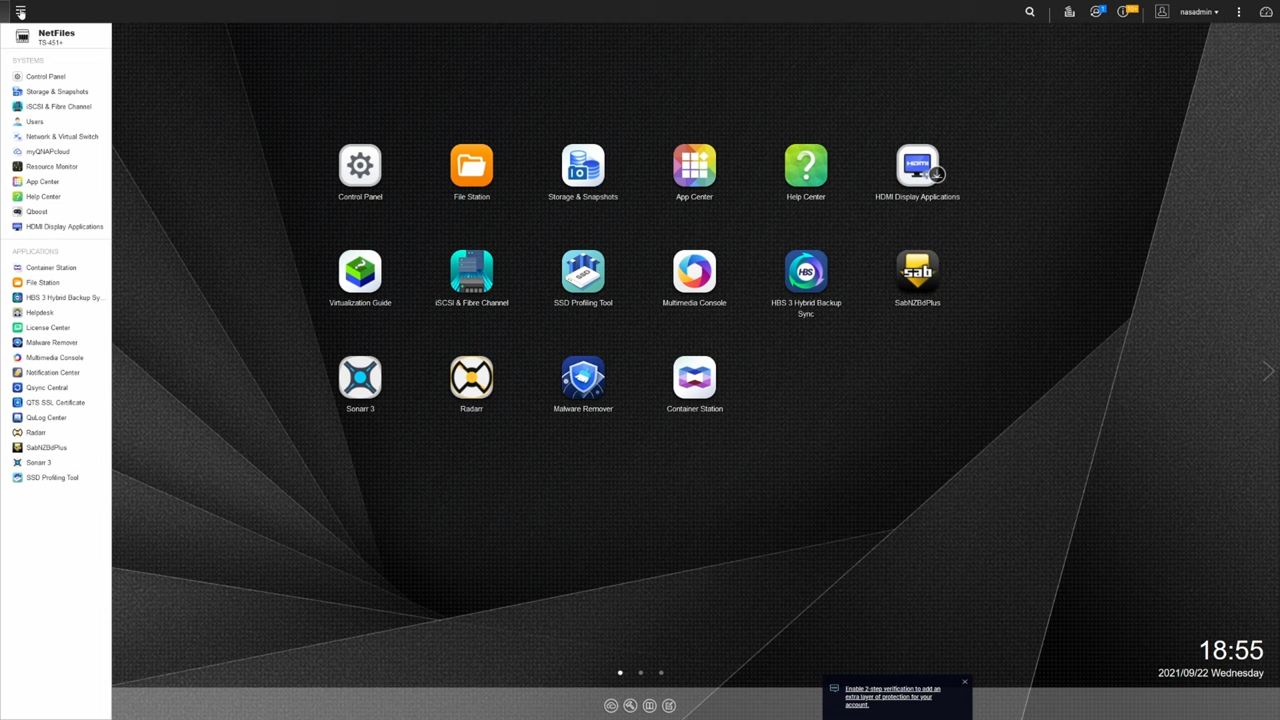 nasadmin
NetFiles
TS-451+
SYSTEMS
Control Panel
Storage & Snapshots
iSCSI & Fibre Channel
Users
Network & Virtual Switch
myQNAPcloud
Resource Monitor
App Center
Help Center
Qboost
HDMI Display Applications
APPLICATIONS
Container Station
File Station
HBS 3 Hybrid Backup Sy...
Helpdesk
License Center
Malware Remover
Multimedia Console
Notification Center
Qsync Central
QTS SSL Certificate
QuLog Center
Radarr
SabNZBdPlus
Sonarr 3
SSD Profiling Tool
HDMI
Control Panel
File Station
Storage & Snapshots
App Center
Help Center
HDMI Display Applications
SSD
HBS
sab
Virtualization Guide
iSCSI & Fibre Channel
SSD Profiling Tool
Multimedia Console
HBS 3 Hybrid Backup
Sync
SabNZBdPlus
Sonarr 3
Radarr
Malware Remover
Container Station
18:55
2021/09/22 Wednesday
Enable 2-step verification to add an
extra layer of protection for your
account.